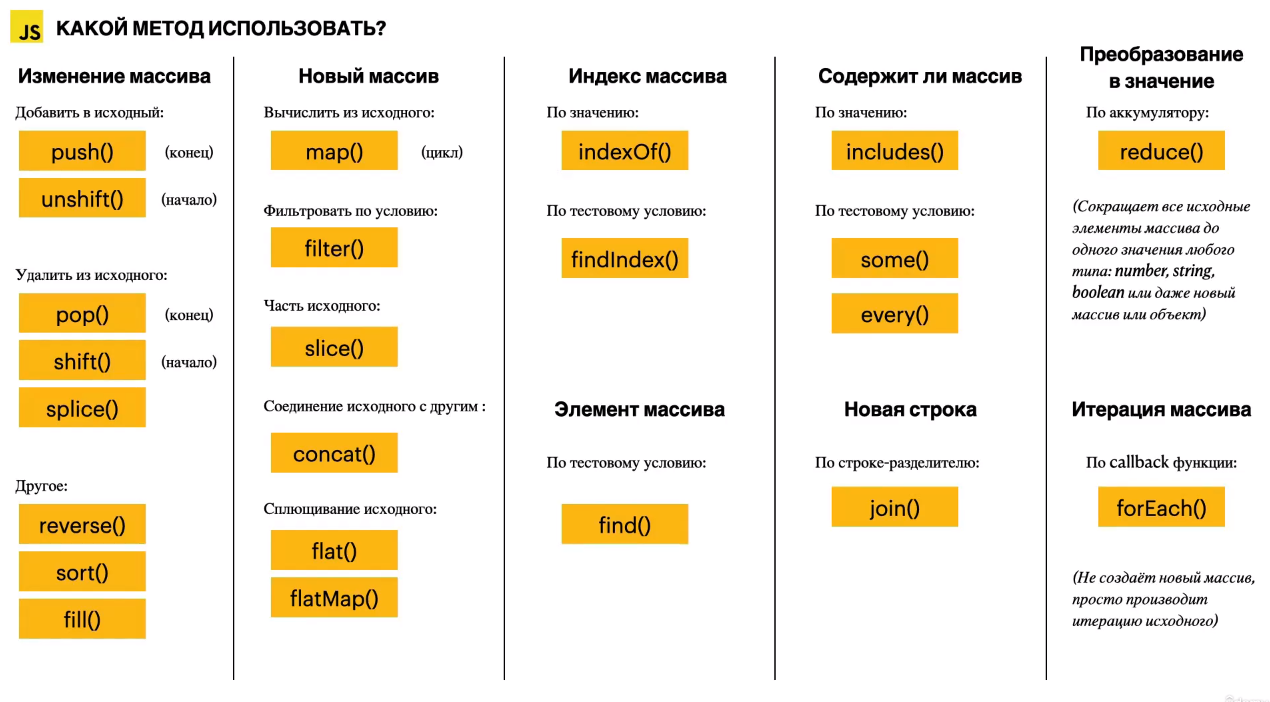 JS
КАКОЙ МЕТОД ИСПОЛЬЗОВАТЬ?
Изменение массива
Добавить в исходный:
push() (конец)
unshift() (начало)
Удалить из исходного:
pop() (конец)
shift() (начало)
splice()
Другое:
reverse()
sort()
fill()
Новый массив
Вычислить из исходного:
map() (цикл)
Фильтровать по условию:
filter()
Часть исходного:
slice()
Соединение исходного с другим :
concat()
Сплющивание исходного:
flat()
flatMap()
Индекс массива
По значению:
indexOf()
По тестовому условию:
findIndex()
Элемент массива
По тестовому условию:
find()
Содержит ли массив
По значению:
includes()
По тестовому условию:
some()
every()
Новая строка
По строке-разделителю:
join()
Преобразование
в значение
По аккумулятору:
reduce()
(Сокращает все исходные
элементы массива до
одного значения любого
типа: number, string,
boolean или даже новый
массив или объект)
Итерация массива
По callback функции:
forEach()
(Не создаёт новый массив,
просто производит
итерацию исходного)